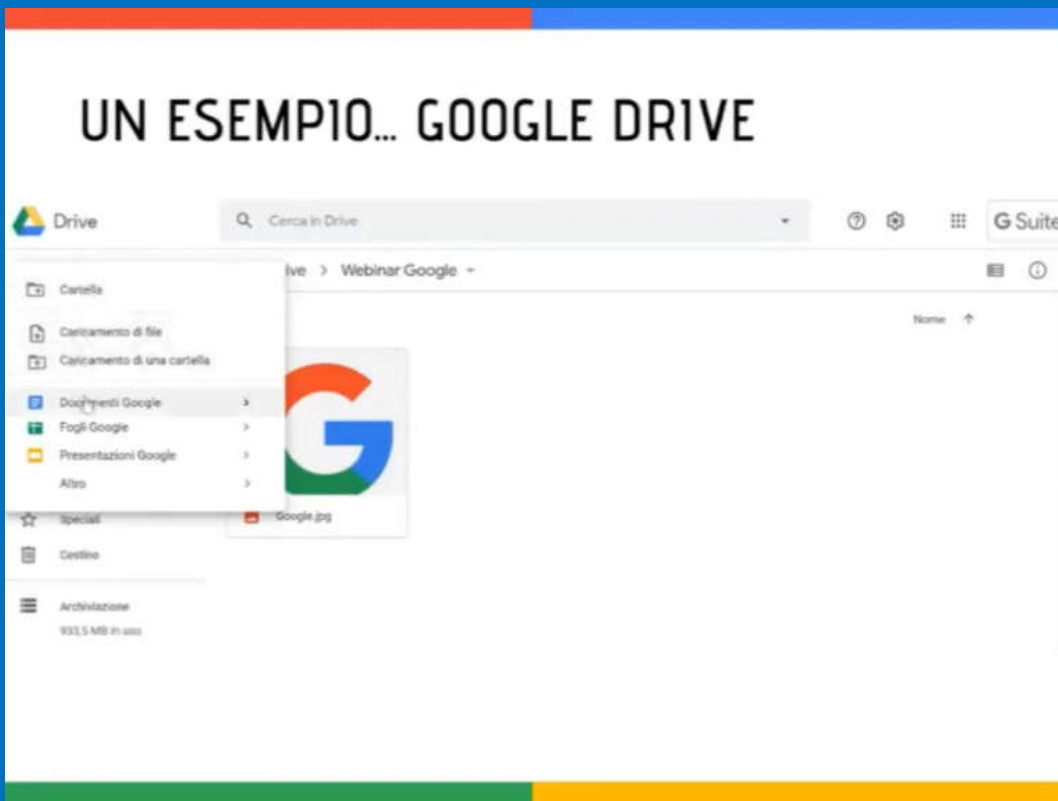 UN ESEMPIO... GOOGLE DRIVE
Drive
Cerca in Drive
G Suite
ive > Webinar Google
Nome
Cartella
Caricamento di file
Caricamento di una cartella
Documenti Google
Fogli Google
Presentazioni Google
Altro
Speciali
Google.jpg
Cestino
Archiviazione
933,5 MB in uso